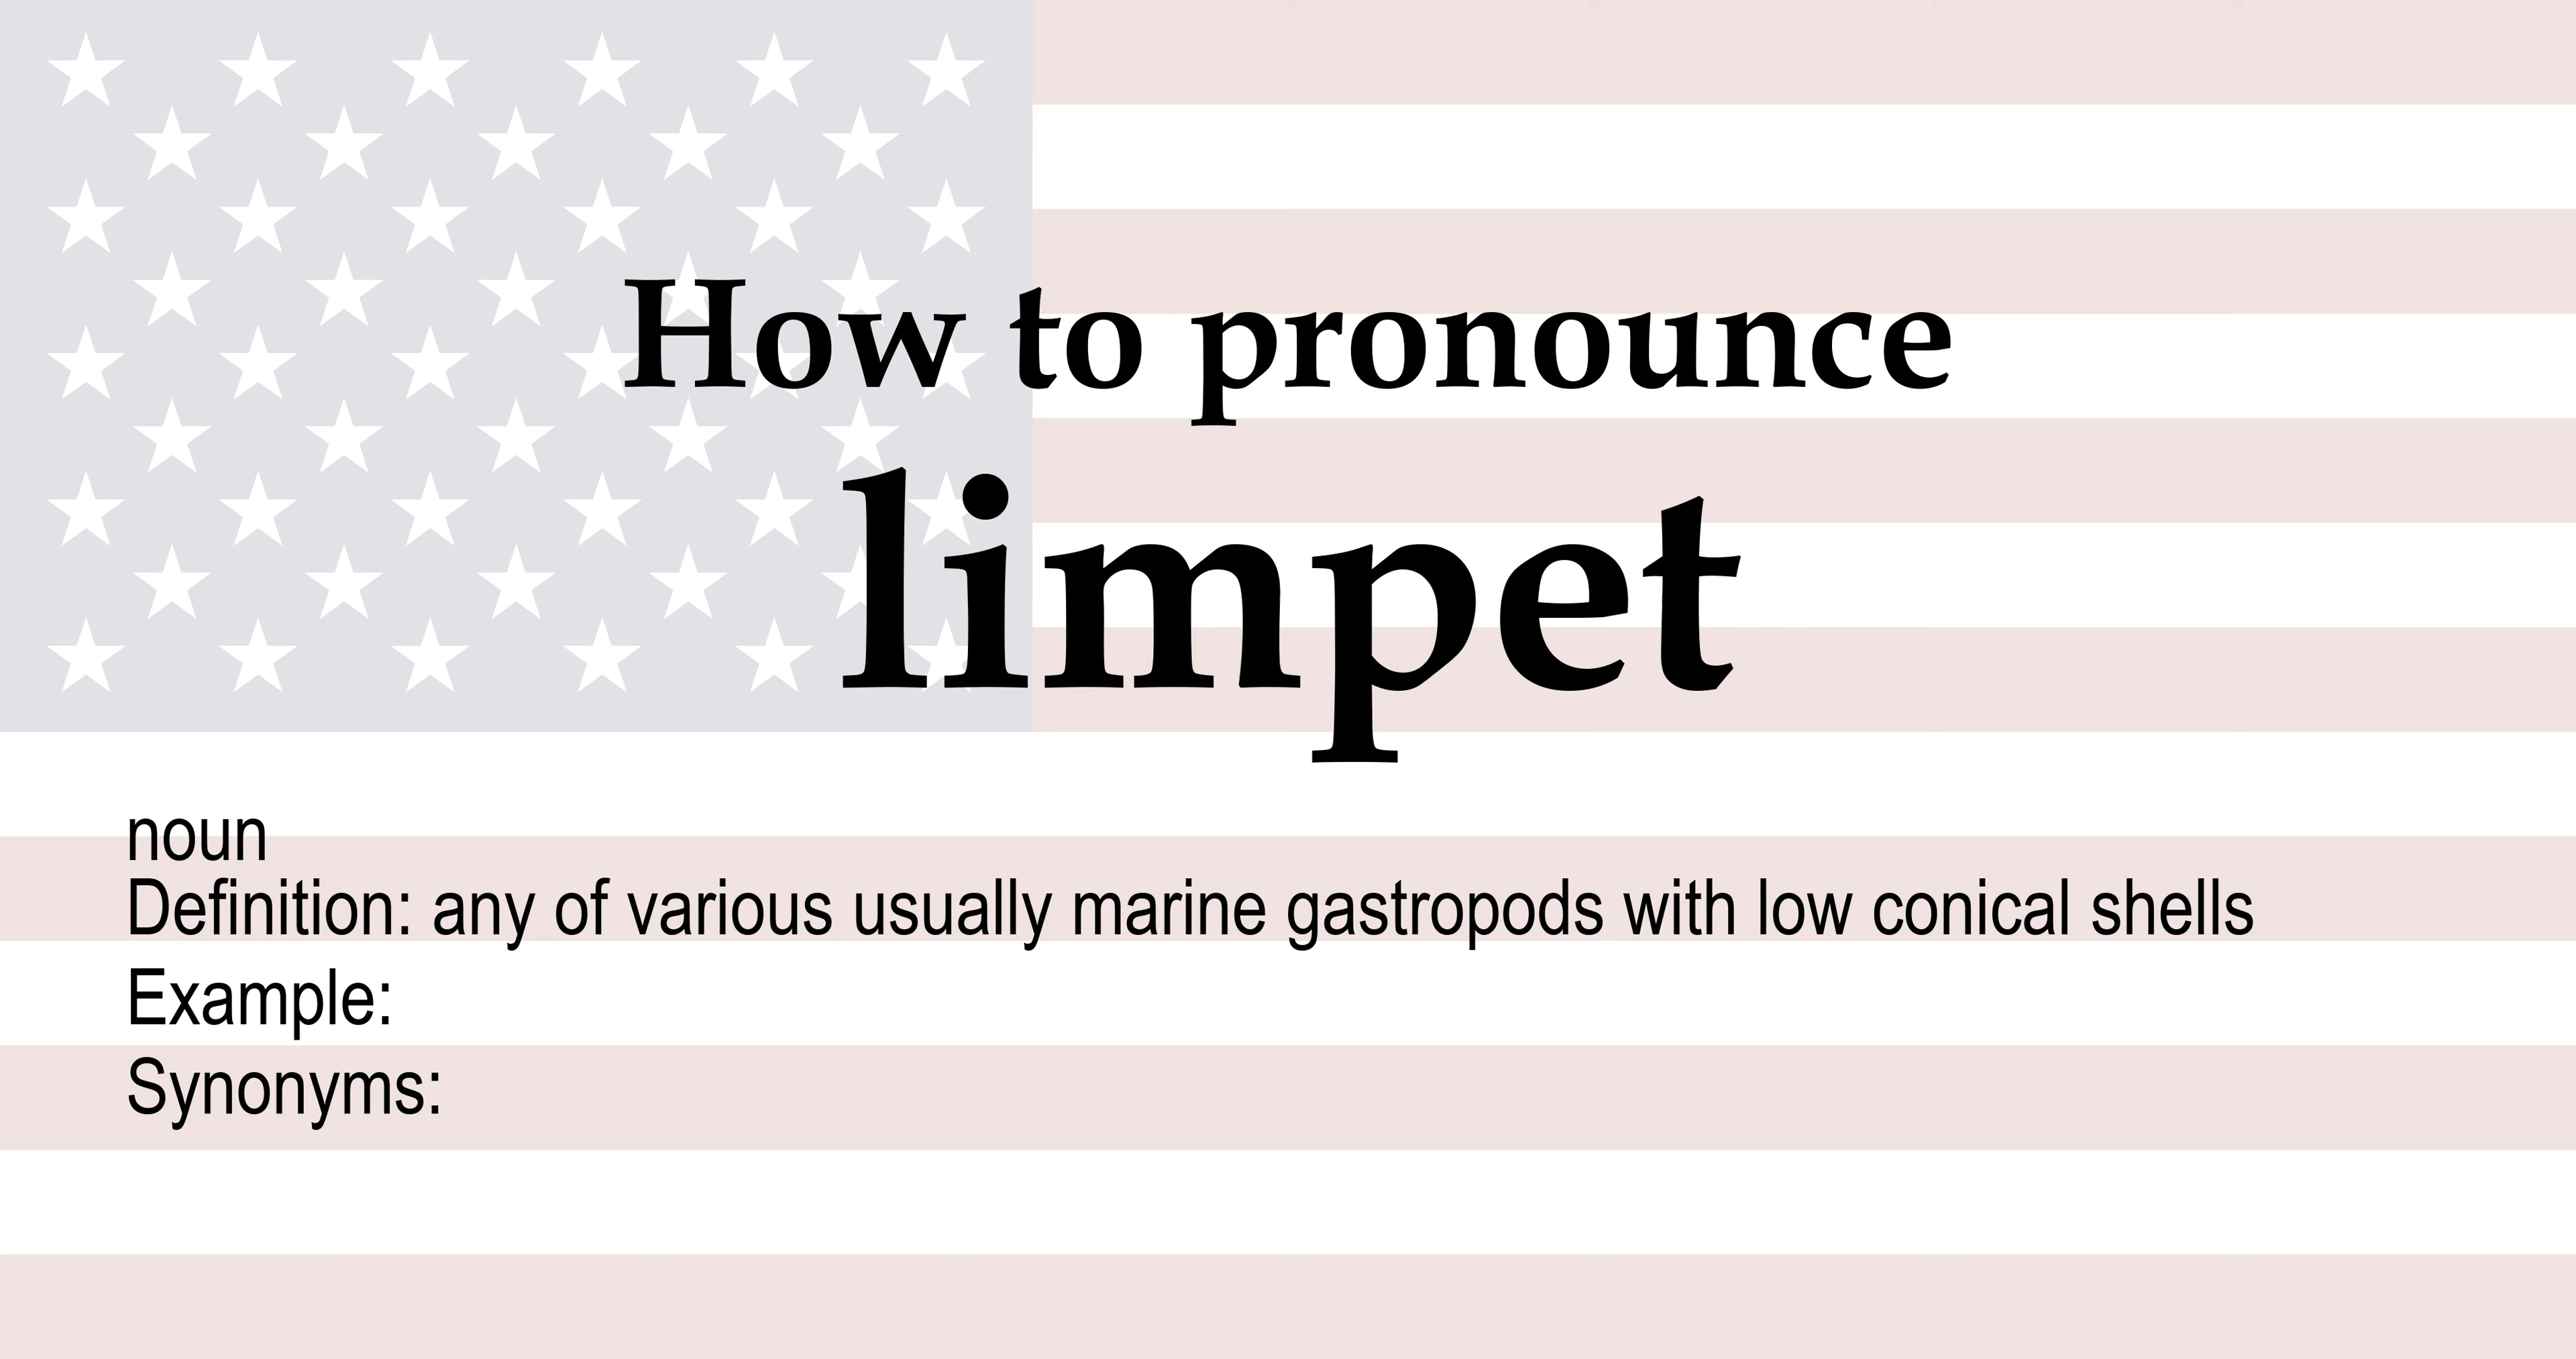 How to pronounce
limpet
noun
Definition: any of various usually marine gastropods with low conical shells
Example:
Synonyms: